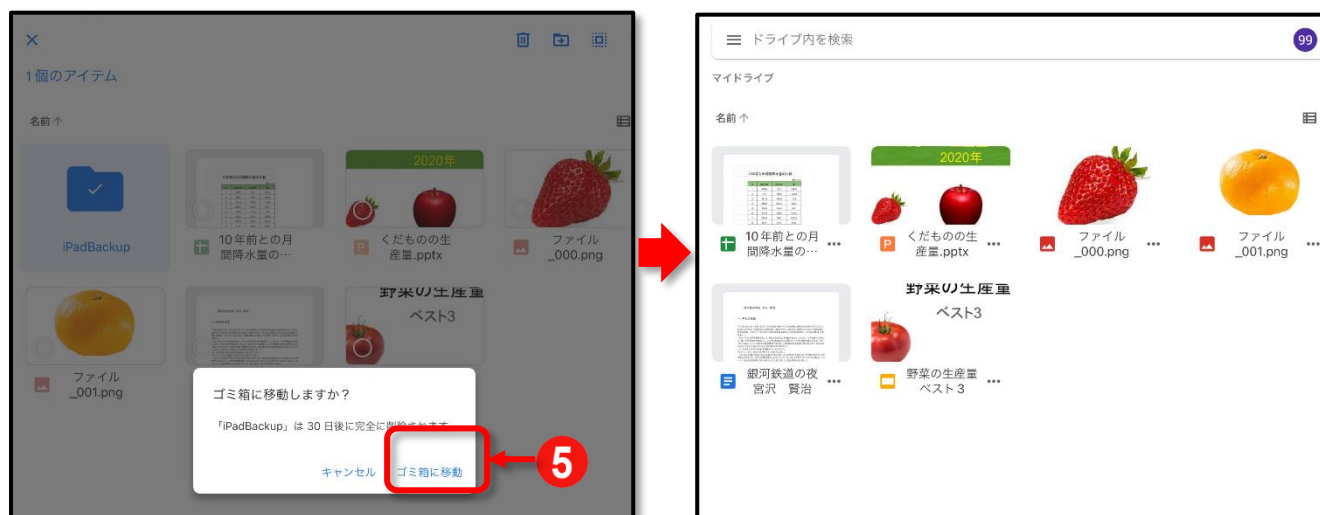 1個のアイテム
名前 ↑
2020年
iPadBackup
10年前との月
間降水量の…
くだものの生
産量.pptx
ファイル
_000.png
野菜の生産量
ベスト3
ファイル
_001.png
ゴミ箱に移動しますか？
「iPadBackup」は 30 日後に完全に削除されます
キャンセル ゴミ箱に移動
5
ドライブ内を検索
99
マイドライブ
名前 ↑
2020年
10年前との月
間降水量の…
くだものの生
産量.pptx
ファイル
_000.png
ファイル
_001.png
野菜の生産量
ベスト3
銀河鉄道の夜
宮沢 賢治
野菜の生産量
ベスト 3